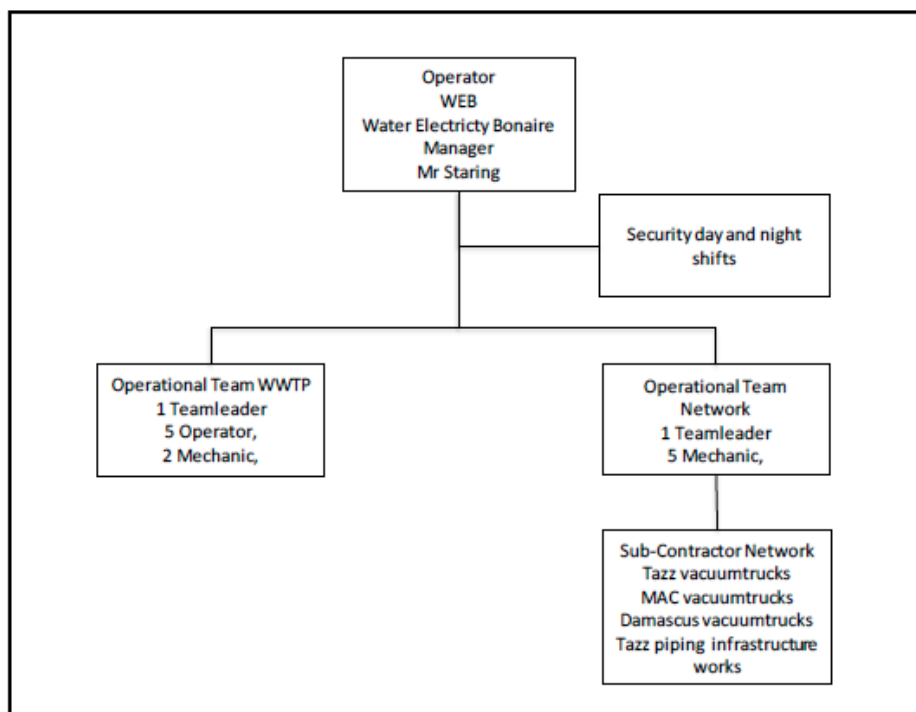 Operator
WEB
Water Electricty Bonaire
Manager
Mr Staring
Security day and night
shifts
Operational Team WWTP
1 Teamleader
5 Operator,
2 Mechanic,
Operational Team
Network
1 Teamleader
5 Mechanic,
Sub-Contractor Network
Tazz vacuumtrucks
MAC vacuumtrucks
Damascus vacuumtrucks
Tazz piping infrastructure
works